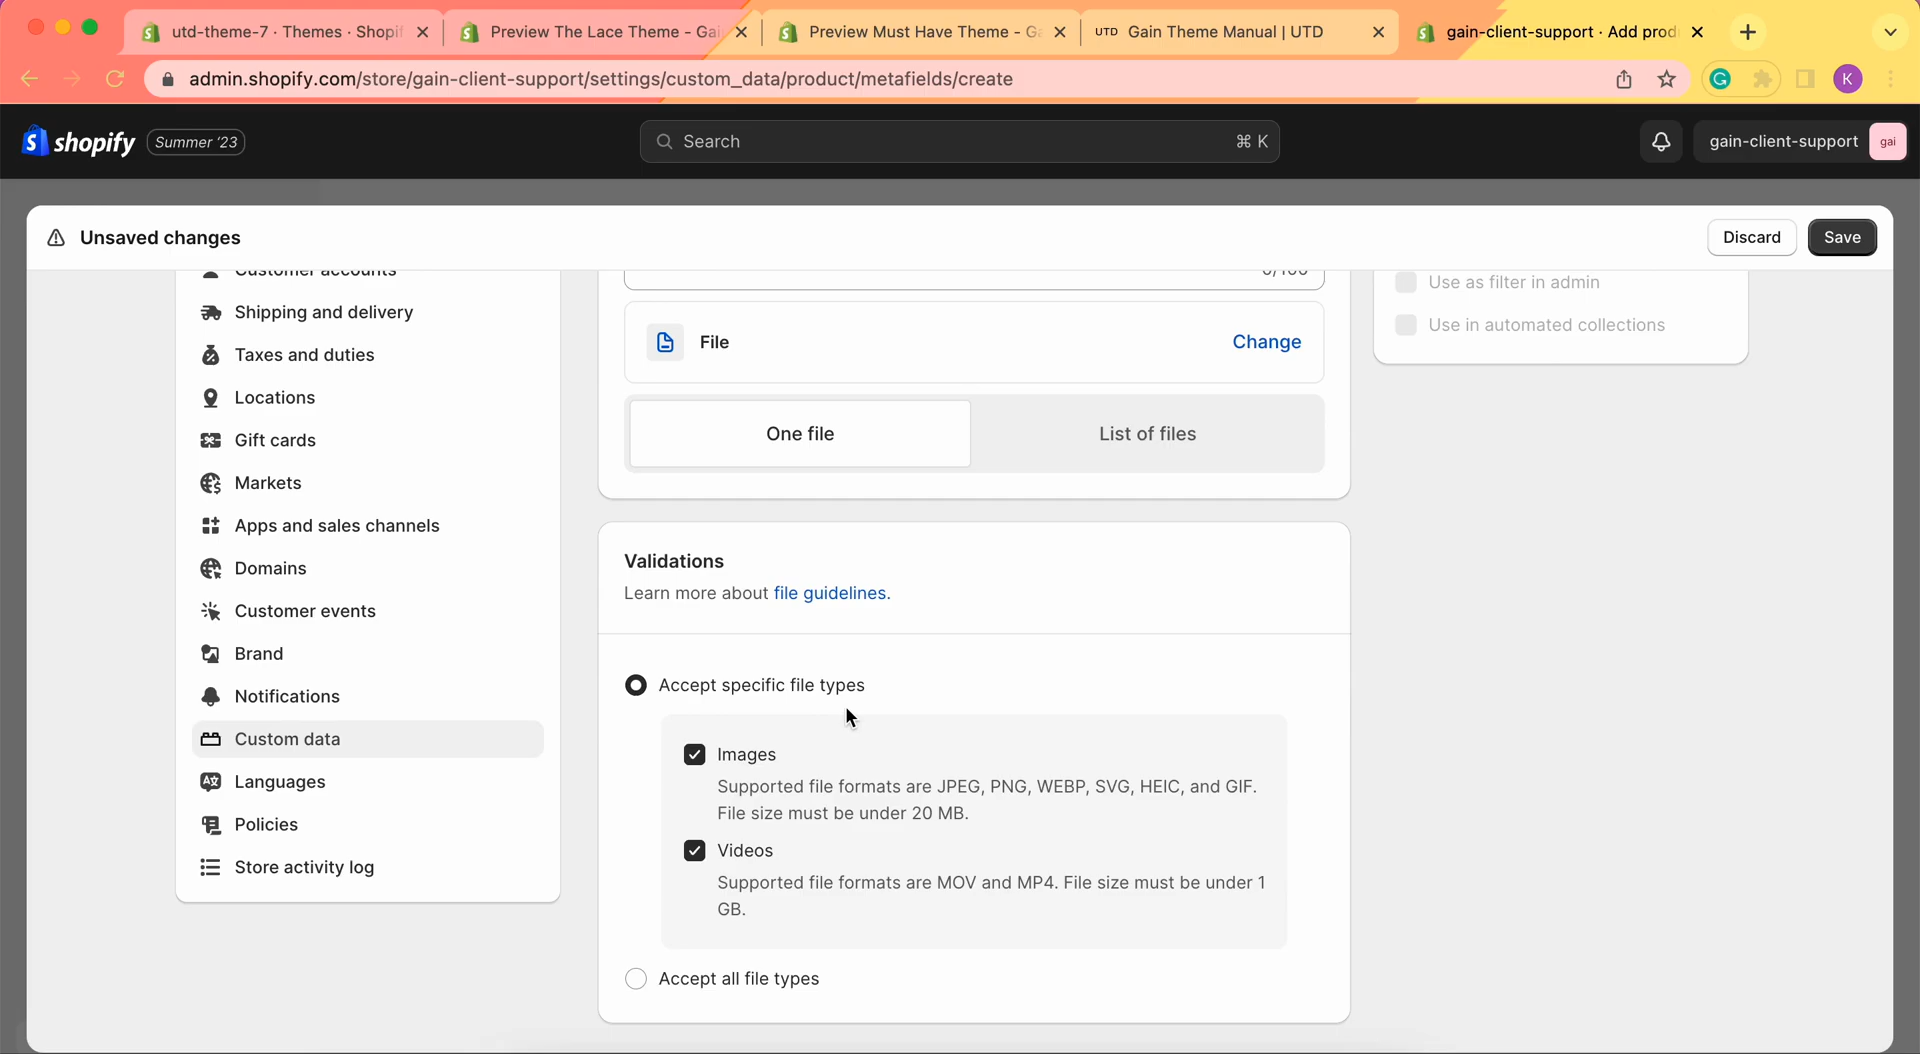 utd-theme-7 · Themes · Shopif
Preview The Lace Theme - Gai
Preview Must Have Theme - Ga
UTD Gain Theme Manual | UTD
gain-client-support · Add prod
admin.shopify.com/store/gain-client-support/settings/custom_data/product/metafields/create
K
shopify
Summer '23
Search
⌘ K
gain-client-support
gai
Unsaved changes
Discard
Save
Customer accounts
Shipping and delivery
Taxes and duties
Locations
Gift cards
Markets
Apps and sales channels
Domains
Customer events
Brand
Notifications
Custom data
Languages
Policies
Store activity log
0/100
File
Change
One file
List of files
Validations
Learn more about file guidelines.
Accept specific file types
Images
Supported file formats are JPEG, PNG, WEBP, SVG, HEIC, and GIF.
File size must be under 20 MB.
Videos
Supported file formats are MOV and MP4. File size must be under 1
GB.
Accept all file types
Use as filter in admin
Use in automated collections